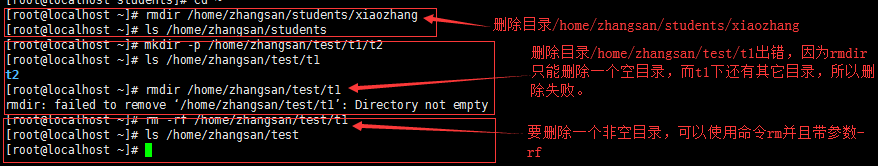 [root@localhost students]# cd ~
[root@localhost ~]# rmdir /home/zhangsan/students/xiaozhang
[root@localhost ~]# ls /home/zhangsan/students
[root@localhost ~]# mkdir -p /home/zhangsan/test/t1/t2
[root@localhost ~]# ls /home/zhangsan/test/t1
t2
[root@localhost ~]# rmdir /home/zhangsan/test/t1
rmdir: failed to remove ‘/home/zhangsan/test/t1’: Directory not empty
[root@localhost ~]# rm -rf /home/zhangsan/test/t1
[root@localhost ~]# ls /home/zhangsan/test
[root@localhost ~]#
删除目录/home/zhangsan/students/xiaozhang
删除目录/home/zhangsan/test/t1出错，因为rmdir
只能删除一个空目录，而t1下还有其它目录，所以删
除失败。
要删除一个非空目录，可以使用命令rm并且带参数-
rf